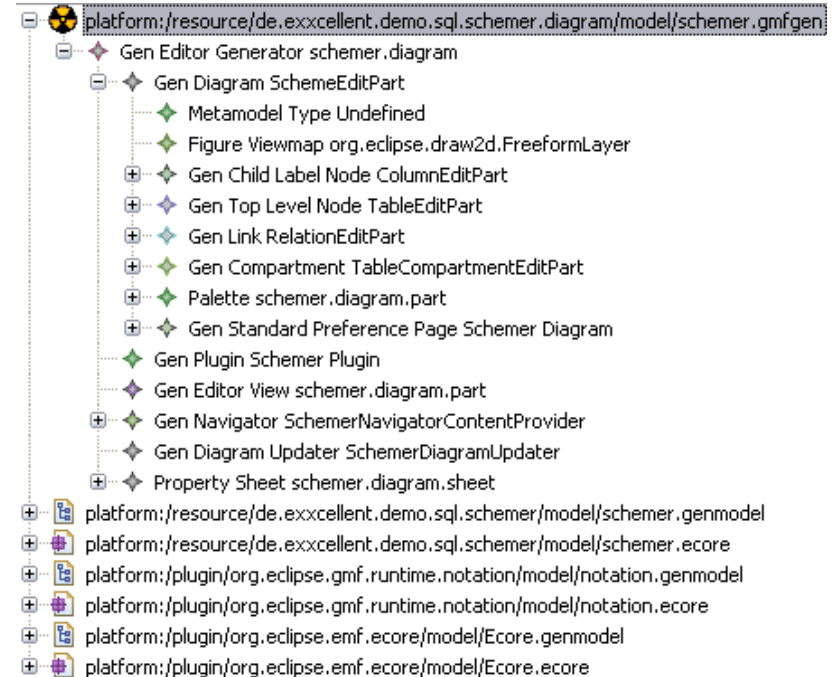 platform:/resource/de.exxcellent.demo.sql.schemer.diagram/model/schemer.gmfgen
Gen Editor Generator schemer.diagram
Gen Diagram SchemeEditPart
Metamodel Type Undefined
Figure Viewmap org.eclipse.draw2d.FreeformLayer
Gen Child Label Node ColumnEditPart
Gen Top Level Node TableEditPart
Gen Link RelationEditPart
Gen Compartment TableCompartmentEditPart
Palette schemer.diagram.part
Gen Standard Preference Page Schemer Diagram
Gen Plugin Schemer Plugin
Gen Editor View schemer.diagram.part
Gen Navigator SchemerNavigatorContentProvider
Gen Diagram Updater SchemerDiagramUpdater
Property Sheet schemer.diagram.sheet
platform:/resource/de.exxcellent.demo.sql.schemer/model/schemer.genmodel
platform:/resource/de.exxcellent.demo.sql.schemer/model/schemer.ecore
platform:/plugin/org.eclipse.gmf.runtime.notation/model/notation.genmodel
platform:/plugin/org.eclipse.gmf.runtime.notation/model/notation.ecore
platform:/plugin/org.eclipse.emf.ecore/model/Ecore.genmodel
platform:/plugin/org.eclipse.emf.ecore/model/Ecore.ecore